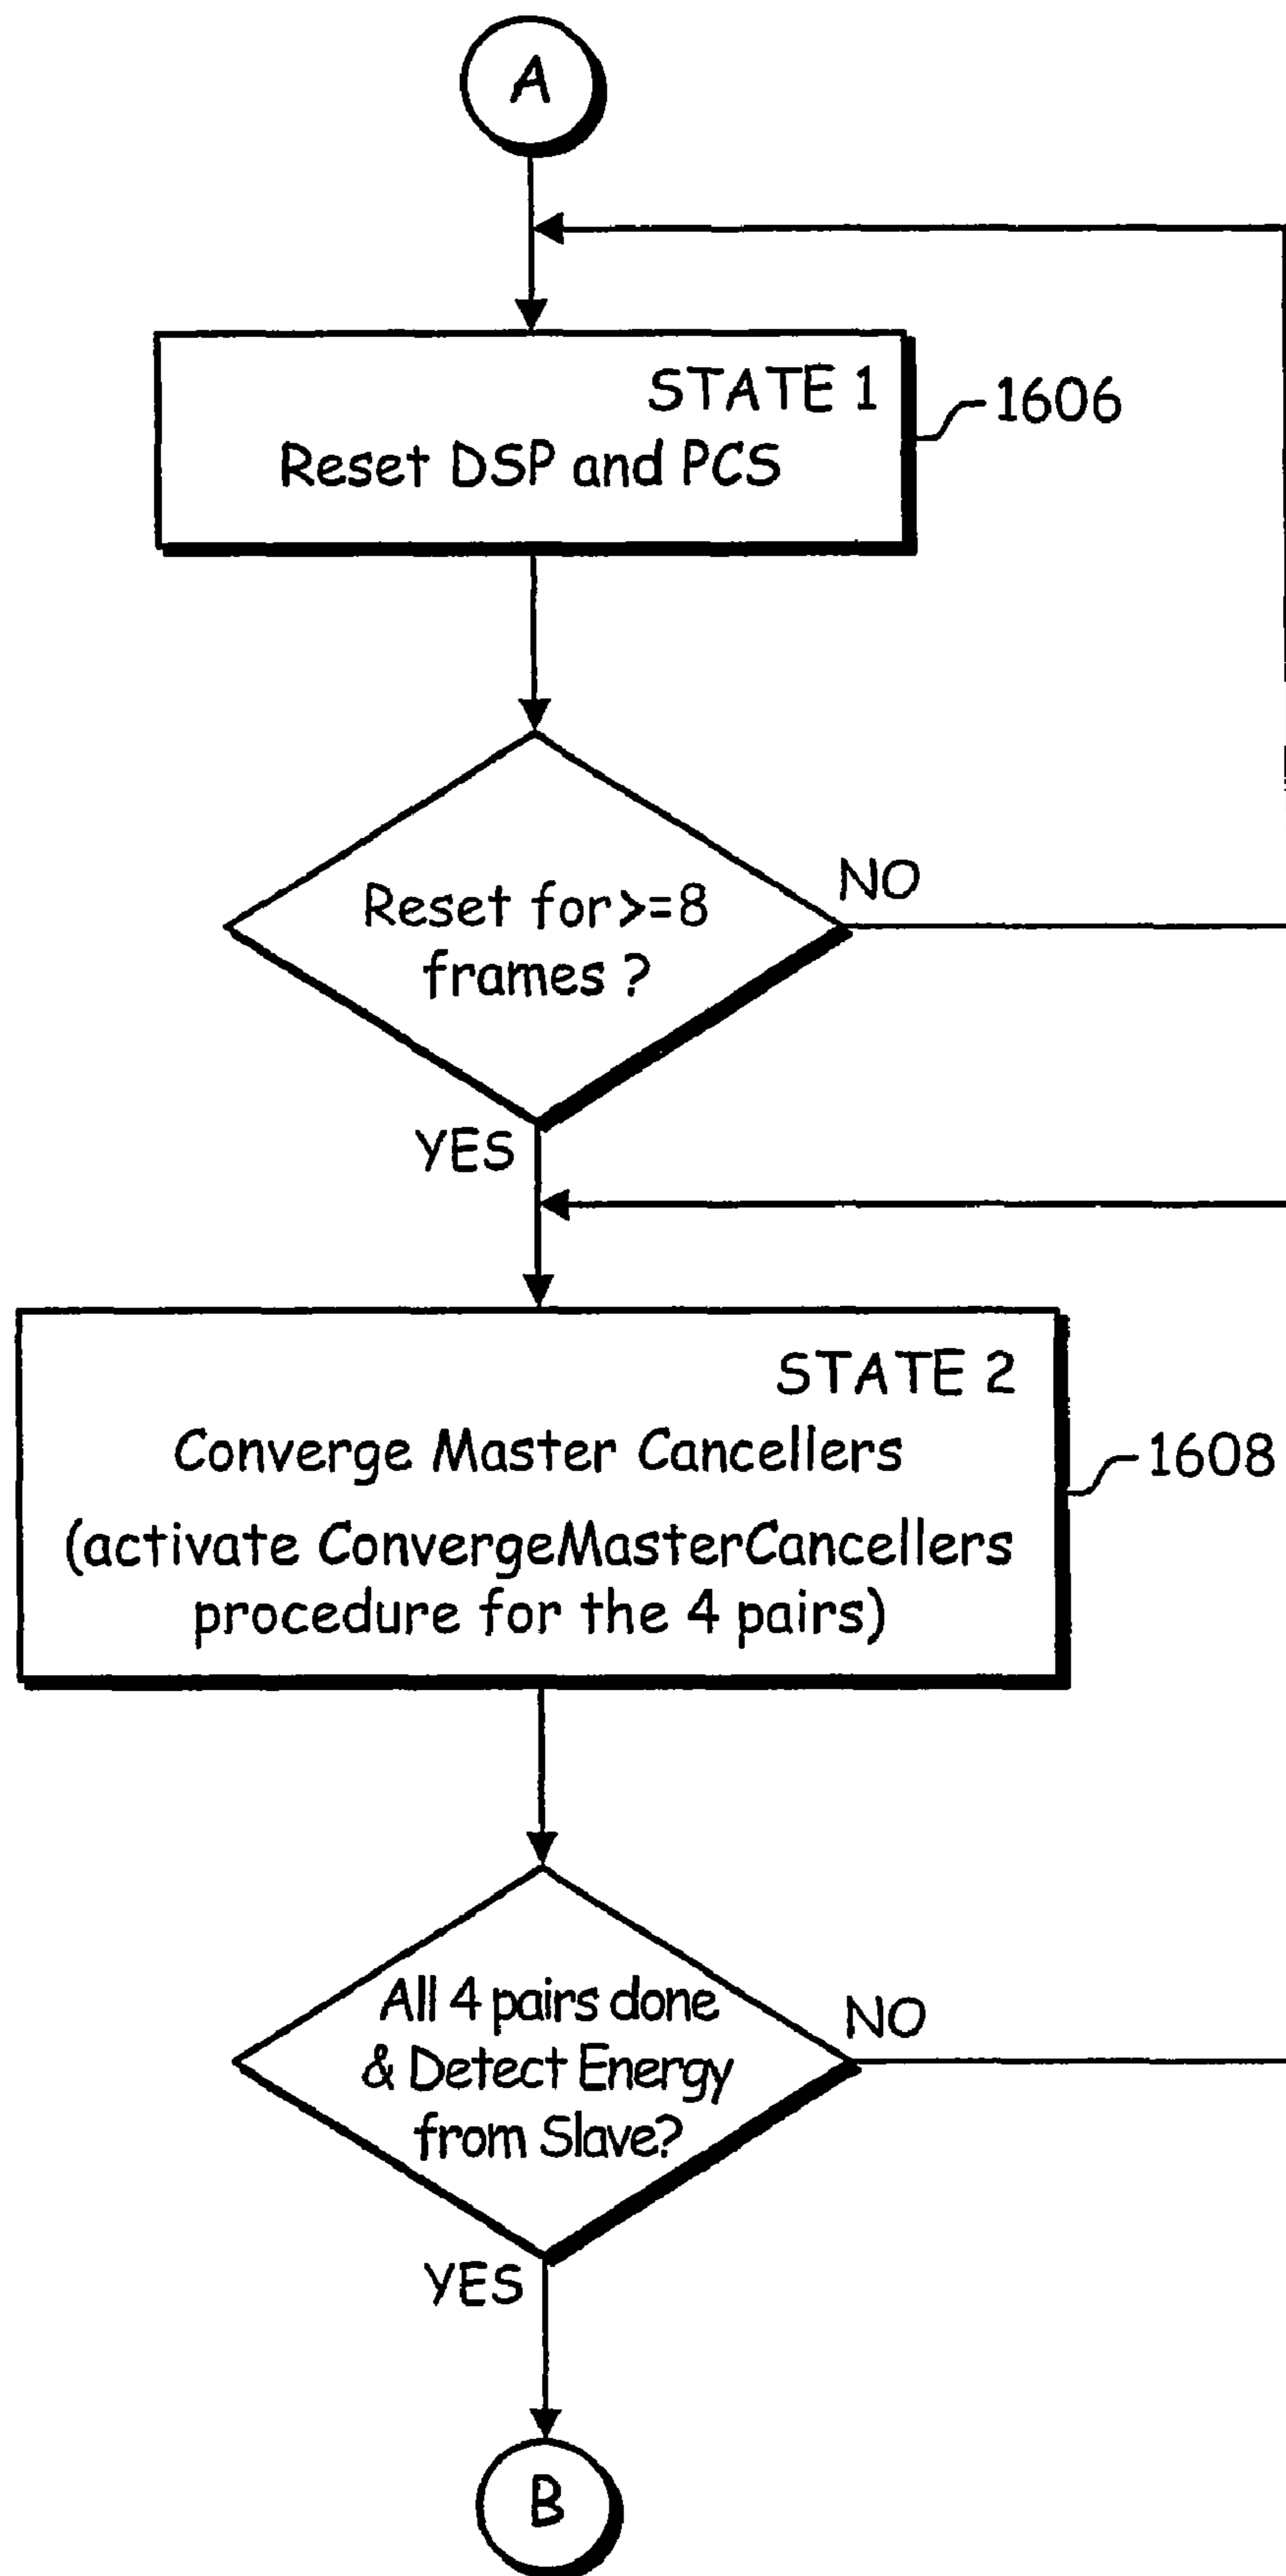 A
STATE 1
Reset DSP and PCS
1606
Reset for>=8
frames ?
NO
YES
STATE 2
Converge Master Cancellers
(activate ConvergeMasterCancellers
procedure for the 4 pairs)
1608
All 4 pairs done
& Detect Energy
from Slave?
NO
YES
B